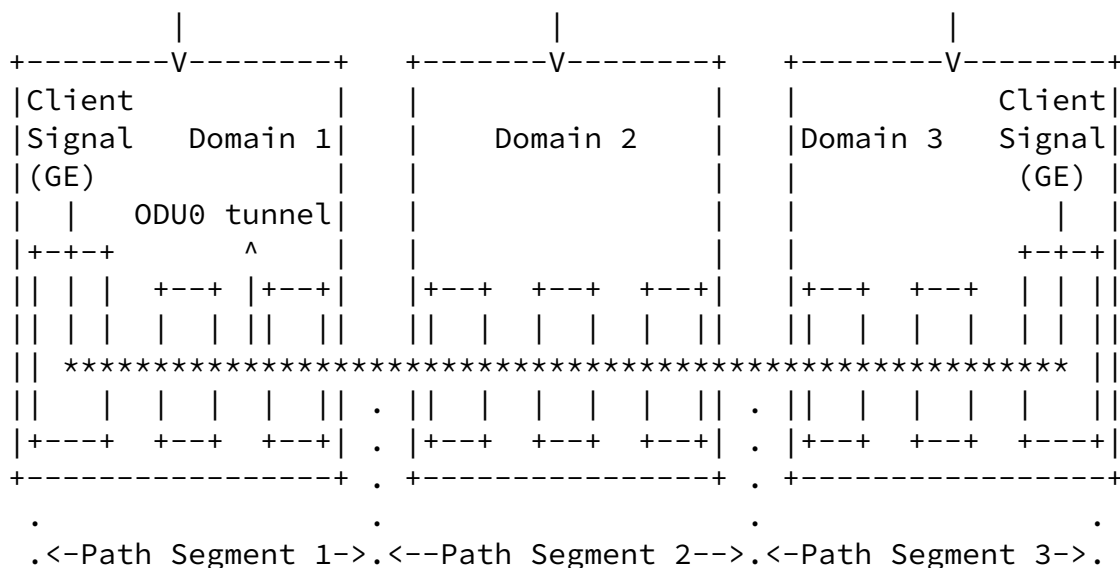 |                    |                     |
    +--------V--------+   +-------V--------+   +--------V--------+
    |Client           |   |                |   |           Client|
    |Signal   Domain 1|   |    Domain 2    |   |Domain 3   Signal|
    |(GE)             |   |                |   |            (GE) |
    |  |   ODU0 tunnel|   |                |   |              |  |
    |+-+-+       ^    |   |                |   |            +-+-+|
    || | |  +--+ |+--+|   |+--+  +--+  +--+|   |+--+  +--+  | | ||
    || | |  |  | ||  ||   ||  |  |  |  |  ||   ||  |  |  |  | | ||
    || **************************************************** ||
    ||   |  |  | |  || . ||  |  |  |  |  || . ||  |  |  |  |   ||
    |+---+  +--+  +--+| . |+--+  +--+  +--+| . |+--+  +--+  +---+|
    +-----------------+ . +----------------+ . +-----------------+
     .                  .                    .                  .
     .<-Path Segment 1->.<--Path Segment 2-->.<-Path Segment 3->.